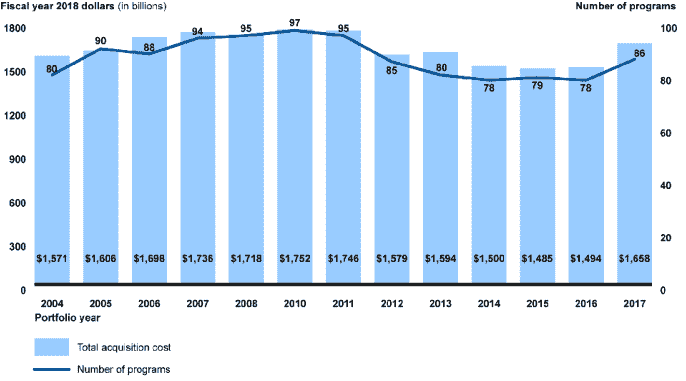 Fiscal year 2018 dollars (in billions) Number of programs
1800 100
1500 80
1200 60
900 40
600 20
300 0
0
80 90 88 94 95 97 95 85 80 78 79 78 86
$1,571 $1,606 $1,698 $1,736 $1,718 $1,752 $1,746 $1,579 $1,594 $1,500 $1,485 $1,494 $1,658
2004 2005 2006 2007 2008 2010 2011 2012 2013 2014 2015 2016 2017
Portfolio year
Total acquisition cost
Number of programs